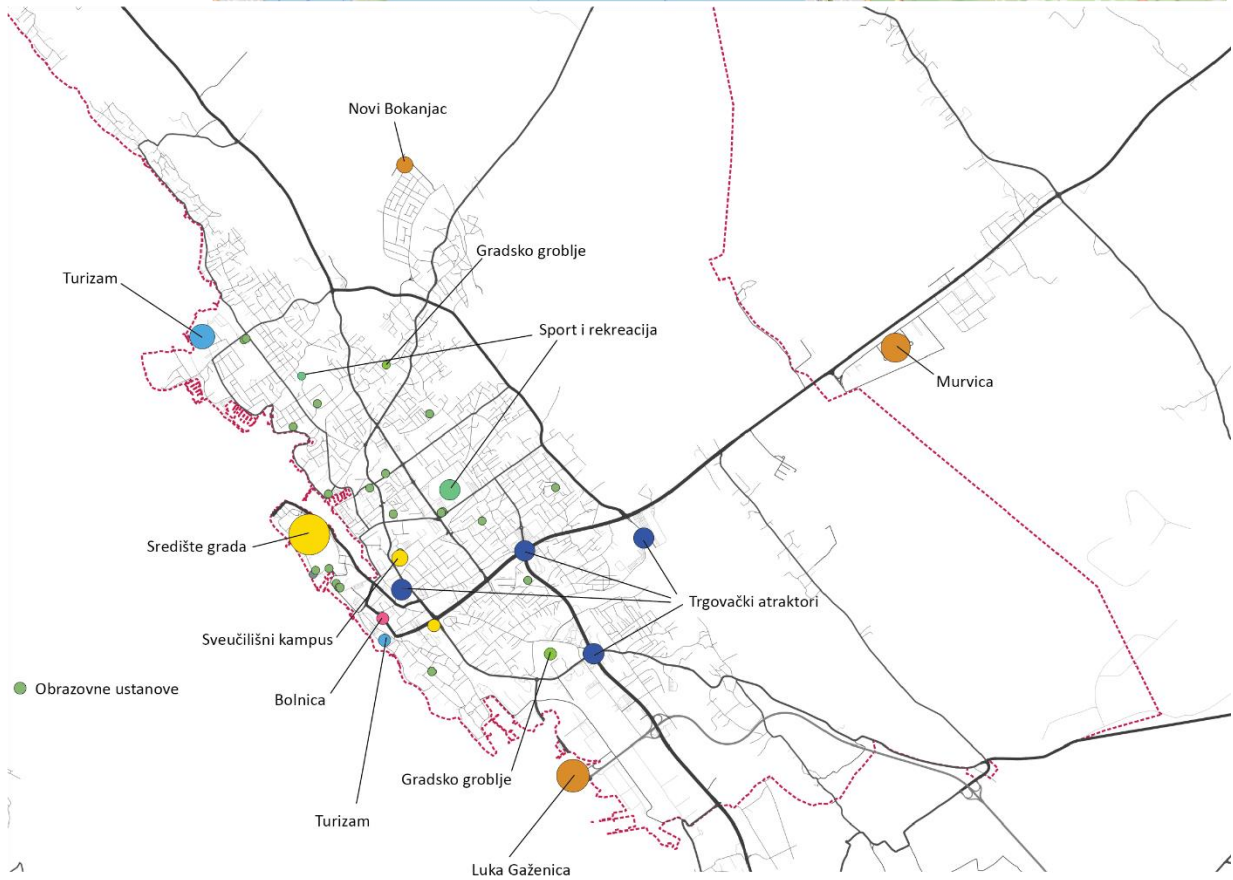 Novi Bokanjac
Gradsko groblje
Turizam
Sport i rekreacija
Murvica
Središte grada
Trgovački atraktori
Sveučilišni kampus
Obrazovne ustanove
Bolnica
Gradsko groblje
Turizam
Luka Gaženica